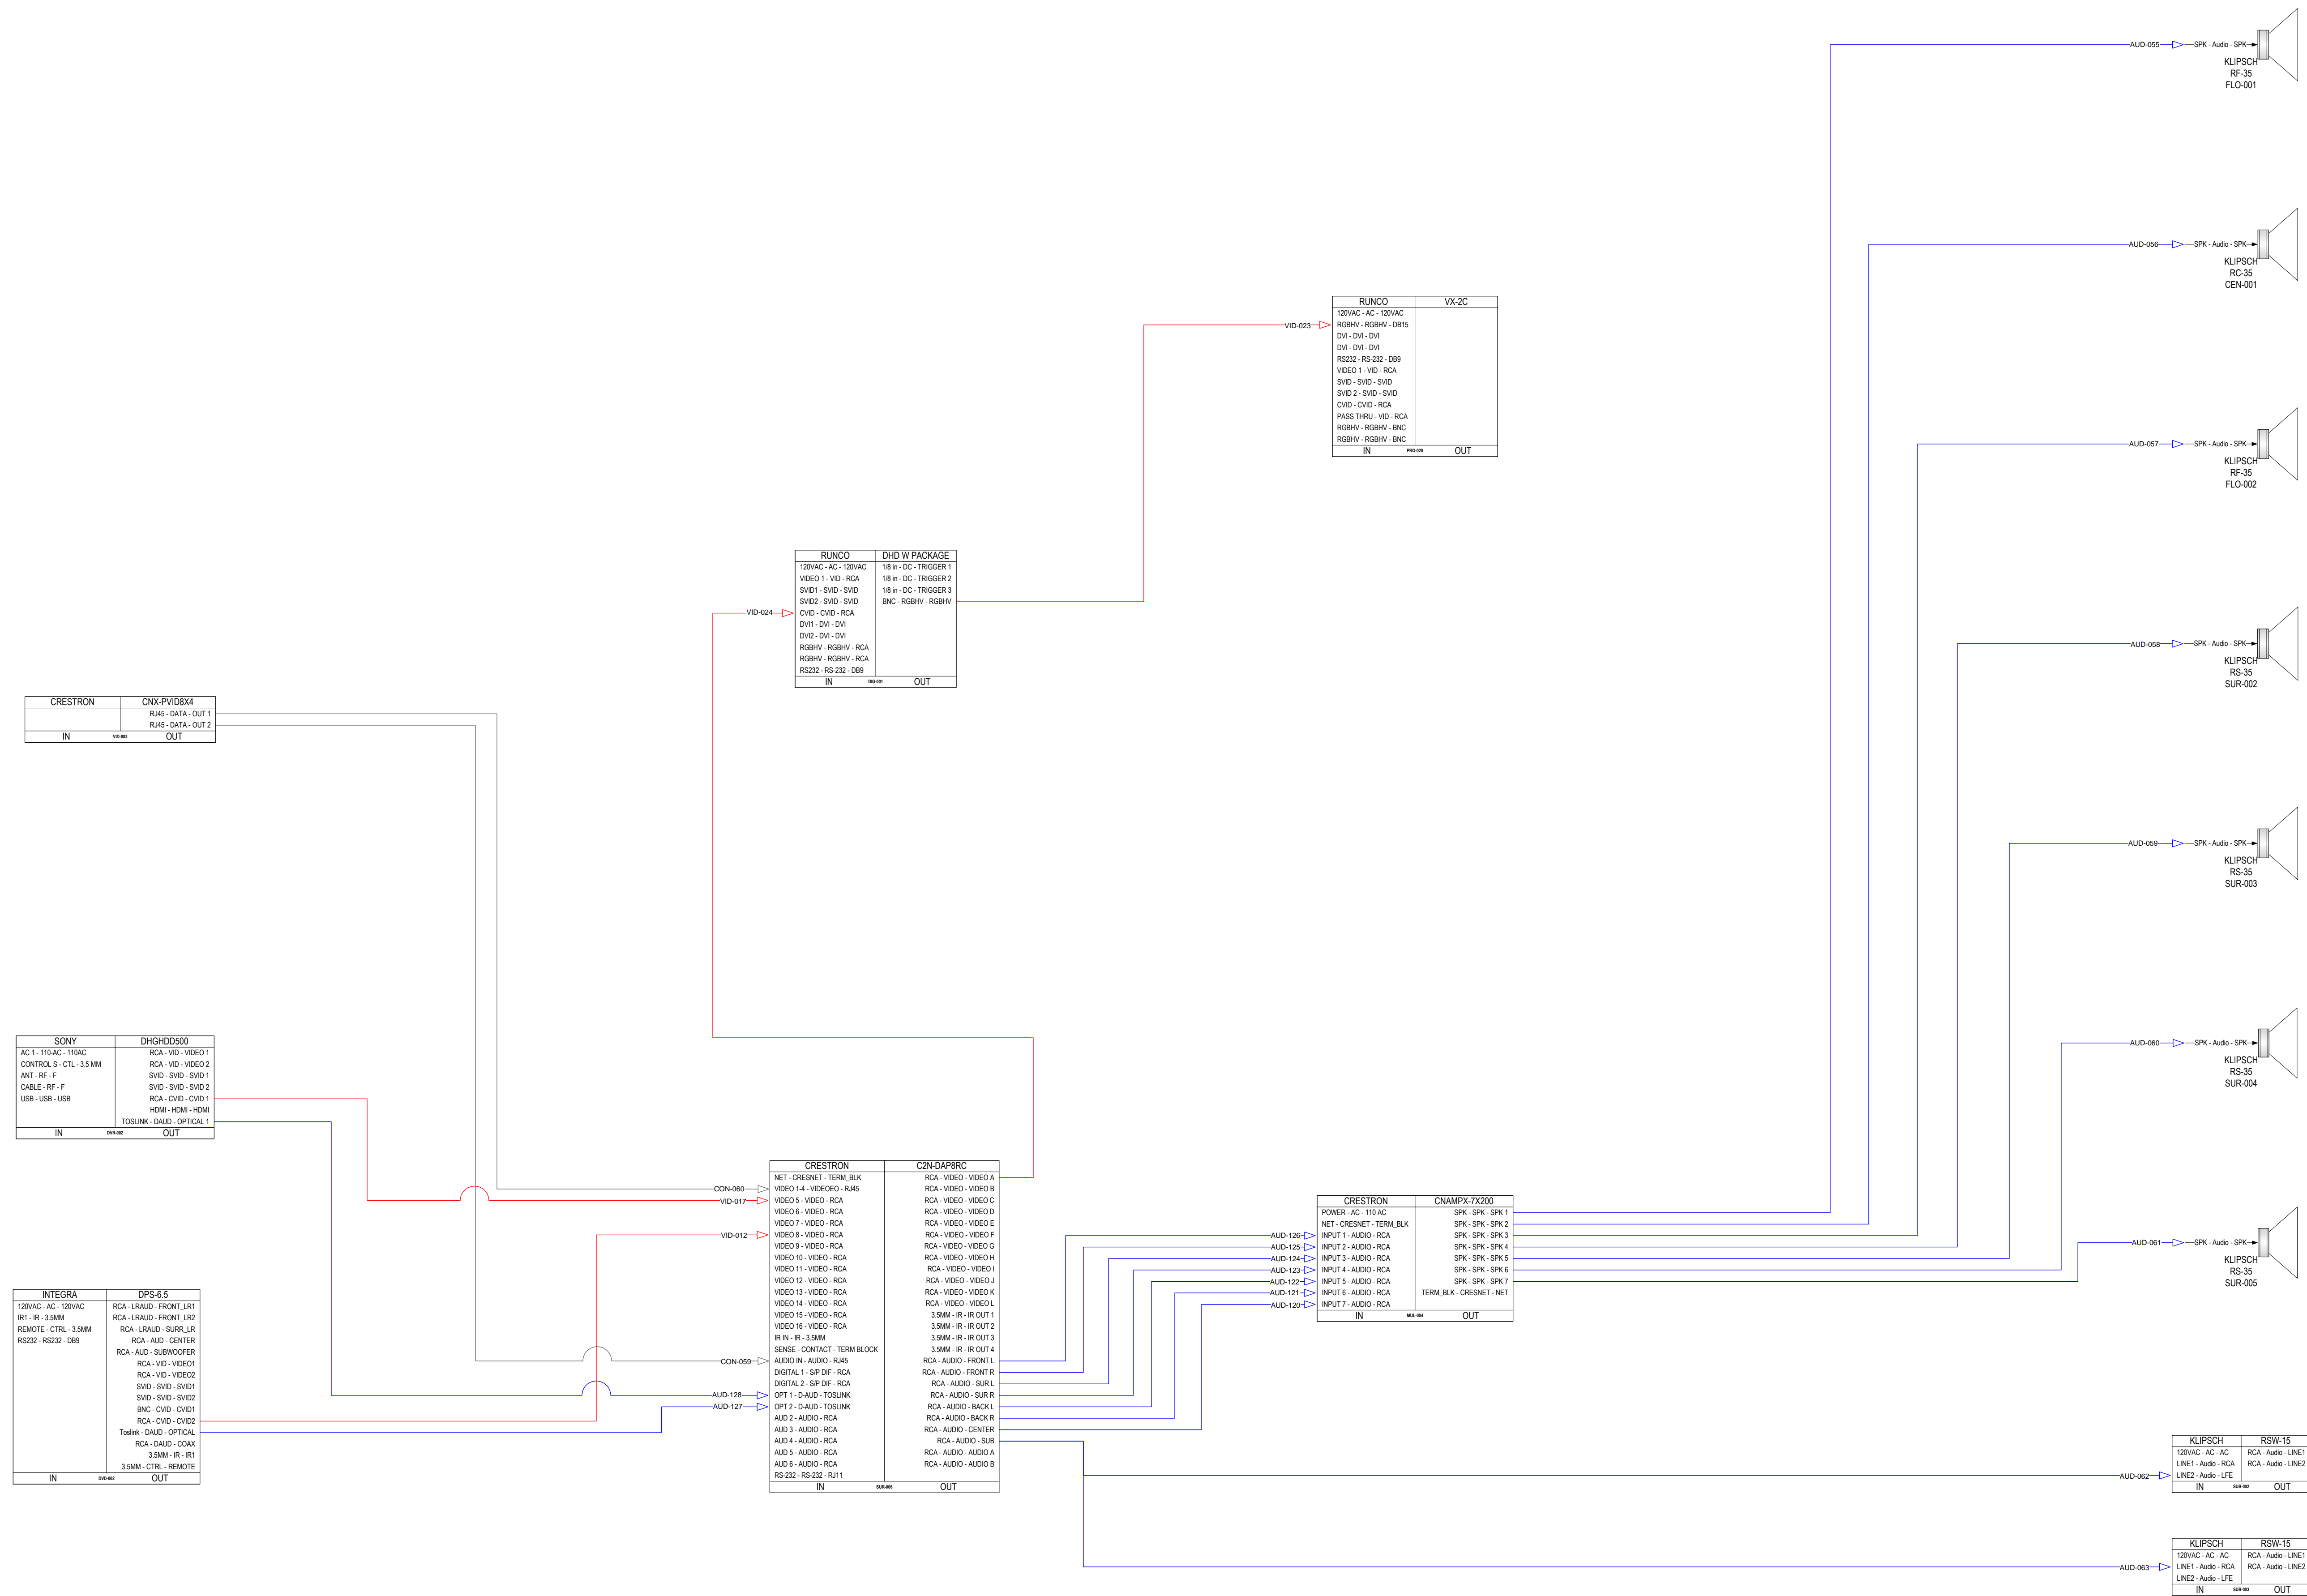 AUD-055 SPK - Audio - SPK
KLIPSCH
RF-35
FLO-001
AUD-056 SPK - Audio - SPK
KLIPSCH
RC-35
CEN-001
AUD-057 SPK - Audio - SPK
KLIPSCH
RF-35
FLO-002
AUD-058 SPK - Audio - SPK
KLIPSCH
RS-35
SUR-002
AUD-059 SPK - Audio - SPK
KLIPSCH
RS-35
SUR-003
AUD-060 SPK - Audio - SPK
KLIPSCH
RS-35
SUR-004
AUD-061 SPK - Audio - SPK
KLIPSCH
RS-35
SUR-005
RUNCO VX-2C
120VAC - AC - 120VAC
VID-023 RGBHV - RGBHV - DB15
DVI - DVI - DVI
DVI - DVI - DVI
RS232 - RS-232 - DB9
VIDEO 1 - VID - RCA
SVID - SVID - SVID
SVID 2 - SVID - SVID
CVID - CVID - RCA
PASS THRU - VID - RCA
RGBHV - RGBHV - BNC
RGBHV - RGBHV - BNC
IN PRO-020 OUT
RUNCO DHD W PACKAGE
120VAC - AC - 120VAC 1/8 in - DC - TRIGGER 1
VIDEO 1 - VID - RCA 1/8 in - DC - TRIGGER 2
SVID1 - SVID - SVID 1/8 in - DC - TRIGGER 3
SVID2 - SVID - SVID BNC - RGBHV - RGBHV
VID-024 CVID - CVID - RCA
DVI1 - DVI - DVI
DVI2 - DVI - DVI
RGBHV - RGBHV - RCA
RGBHV - RGBHV - RCA
RS232 - RS-232 - DB9
IN DIG-001 OUT
CRESTRON CNX-PVID8X4
RJ45 - DATA - OUT 1
RJ45 - DATA - OUT 2
IN VID-003 OUT
SONY DHGHDD500
AC 1 - 110-AC - 110AC RCA - VID - VIDEO 1
CONTROL S - CTL - 3.5 MM RCA - VID - VIDEO 2
ANT - RF - F SVID - SVID - SVID 1
CABLE - RF - F SVID - SVID - SVID 2
USB - USB - USB RCA - CVID - CVID 1
HDMI - HDMI - HDMI
TOSLINK - DAUD - OPTICAL 1
IN DVR-002 OUT
INTEGRA DPS-6.5
120VAC - AC - 120VAC RCA - LRAUD - FRONT_LR1
IR1 - IR - 3.5MM RCA - LRAUD - FRONT_LR2
REMOTE - CTRL - 3.5MM RCA - LRAUD - SURR_LR
RS232 - RS232 - DB9 RCA - AUD - CENTER
RCA - AUD - SUBWOOFER
RCA - VID - VIDEO1
RCA - VID - VIDEO2
SVID - SVID - SVID1
SVID - SVID - SVID2
BNC - CVID - CVID1
RCA - CVID - CVID2
Toslink - DAUD - OPTICAL
RCA - DAUD - COAX
3.5MM - IR - IR1
3.5MM - CTRL - REMOTE
IN DVD-002 OUT
CRESTRON C2N-DAP8RC
NET - CRESNET - TERM_BLK RCA - VIDEO - VIDEO A
CON-060 VIDEO 1-4 - VIDEOEO - RJ45 RCA - VIDEO - VIDEO B
VID-017 VIDEO 5 - VIDEO - RCA RCA - VIDEO - VIDEO C
VIDEO 6 - VIDEO - RCA RCA - VIDEO - VIDEO D
VIDEO 7 - VIDEO - RCA RCA - VIDEO - VIDEO E
VID-012 VIDEO 8 - VIDEO - RCA RCA - VIDEO - VIDEO F
VIDEO 9 - VIDEO - RCA RCA - VIDEO - VIDEO G
VIDEO 10 - VIDEO - RCA RCA - VIDEO - VIDEO H
VIDEO 11 - VIDEO - RCA RCA - VIDEO - VIDEO I
VIDEO 12 - VIDEO - RCA RCA - VIDEO - VIDEO J
VIDEO 13 - VIDEO - RCA RCA - VIDEO - VIDEO K
VIDEO 14 - VIDEO - RCA RCA - VIDEO - VIDEO L
VIDEO 15 - VIDEO - RCA 3.5MM - IR - IR OUT 1
VIDEO 16 - VIDEO - RCA 3.5MM - IR - IR OUT 2
IR IN - IR - 3.5MM 3.5MM - IR - IR OUT 3
SENSE - CONTACT - TERM BLOCK 3.5MM - IR - IR OUT 4
CON-059 AUDIO IN - AUDIO - RJ45 RCA - AUDIO - FRONT L
DIGITAL 1 - S/P DIF - RCA RCA - AUDIO - FRONT R
DIGITAL 2 - S/P DIF - RCA RCA - AUDIO - SUR L
AUD-128 OPT 1 - D-AUD - TOSLINK RCA - AUDIO - SUR R
AUD-127 OPT 2 - D-AUD - TOSLINK RCA - AUDIO - BACK L
AUD 2 - AUDIO - RCA RCA - AUDIO - BACK R
AUD 3 - AUDIO - RCA RCA - AUDIO - CENTER
AUD 4 - AUDIO - RCA RCA - AUDIO - SUB
AUD 5 - AUDIO - RCA RCA - AUDIO - AUDIO A
AUD 6 - AUDIO - RCA RCA - AUDIO - AUDIO B
RS-232 - RS-232 - RJ11
IN SUR-006 OUT
CRESTRON CNAMPX-7X200
POWER - AC - 110 AC SPK - SPK - SPK 1
NET - CRESNET - TERM_BLK SPK - SPK - SPK 2
AUD-126 INPUT 1 - AUDIO - RCA SPK - SPK - SPK 3
AUD-125 INPUT 2 - AUDIO - RCA SPK - SPK - SPK 4
AUD-124 INPUT 3 - AUDIO - RCA SPK - SPK - SPK 5
AUD-123 INPUT 4 - AUDIO - RCA SPK - SPK - SPK 6
AUD-122 INPUT 5 - AUDIO - RCA SPK - SPK - SPK 7
AUD-121 INPUT 6 - AUDIO - RCA TERM_BLK - CRESNET - NET
AUD-120 INPUT 7 - AUDIO - RCA
IN MUL-004 OUT
KLIPSCH RSW-15
120VAC - AC - AC RCA - Audio - LINE1
LINE1 - Audio - RCA RCA - Audio - LINE2
AUD-062 LINE2 - Audio - LFE
IN SUB-002 OUT
KLIPSCH RSW-15
120VAC - AC - AC RCA - Audio - LINE1
AUD-063 LINE1 - Audio - RCA RCA - Audio - LINE2
LINE2 - Audio - LFE
IN SUB-003 OUT